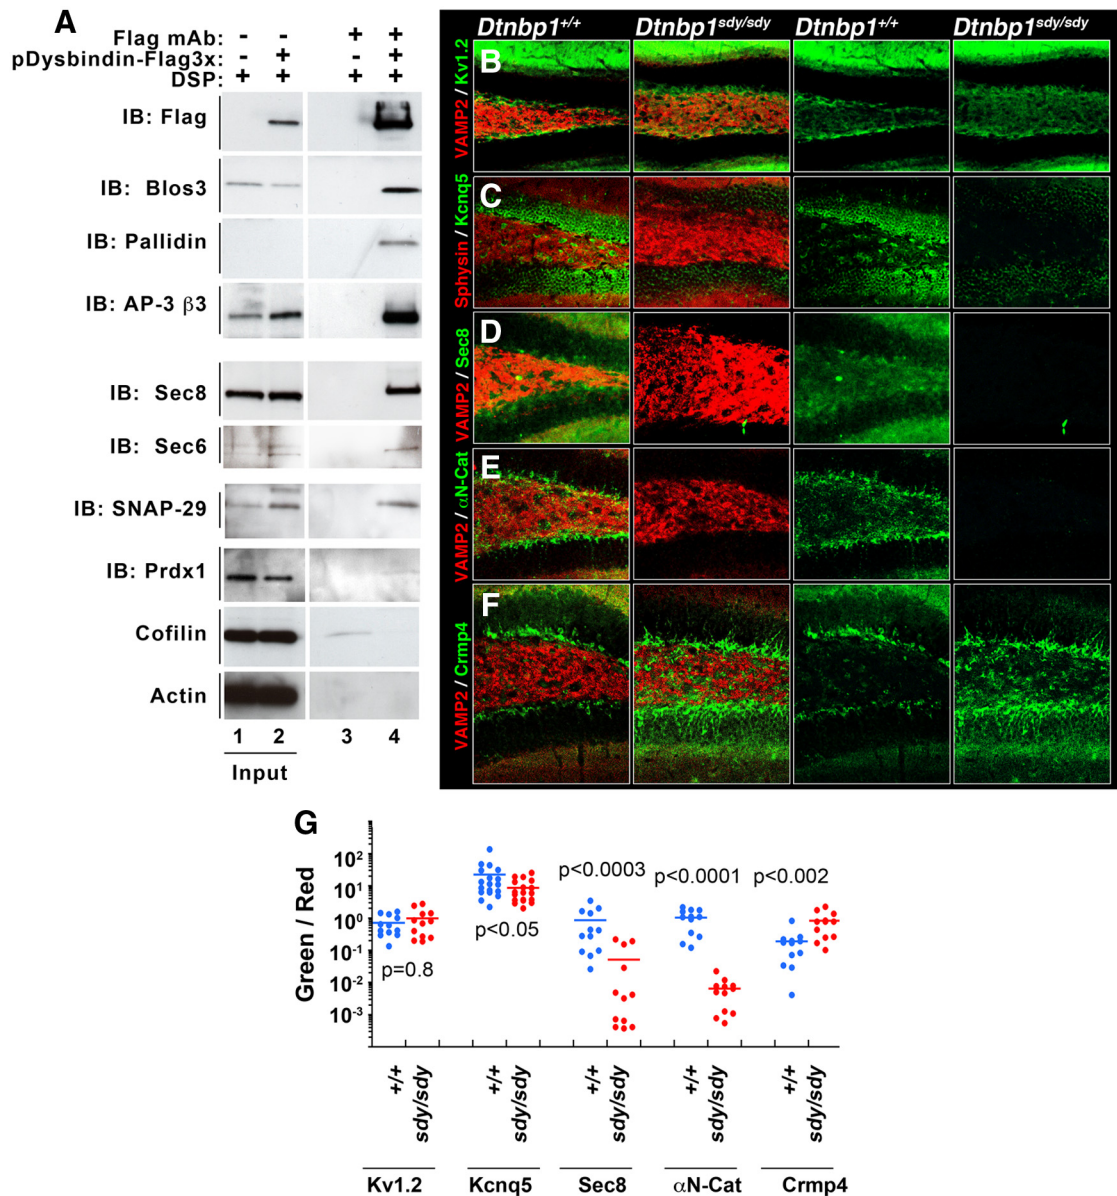 A
Flag mAb: - - + +
pDysbindin-Flag3x - + - +
DSP: + + + +
IB: Flag
IB: Blos3
IB: Pallidin
IB: AP-3 β3
IB: Sec8
IB: Sec6
IB: SNAP-29
IB: Prdx1
Cofilin
Actin
1 2 3 4
Input
Dtnbp1+/+ Dtnbp1sdy/sdy Dtnbp1+/+ Dtnbp1sdy/sdy
B
VAMP2 / Kv1.2
C
Sphysin / Kcnq5
D
VAMP2 / Sec8
E
VAMP2 / αN-Cat
F
VAMP2 / Crmp4
G
Green / Red
10²
10¹
10⁰
10⁻¹
10⁻²
10⁻³
p=0.8
p<0.05
p<0.0003
p<0.0001
p<0.002
+/+ sdy/sdy +/+ sdy/sdy +/+ sdy/sdy +/+ sdy/sdy +/+ sdy/sdy
Kv1.2 Kcnq5 Sec8 αN-Cat Crmp4